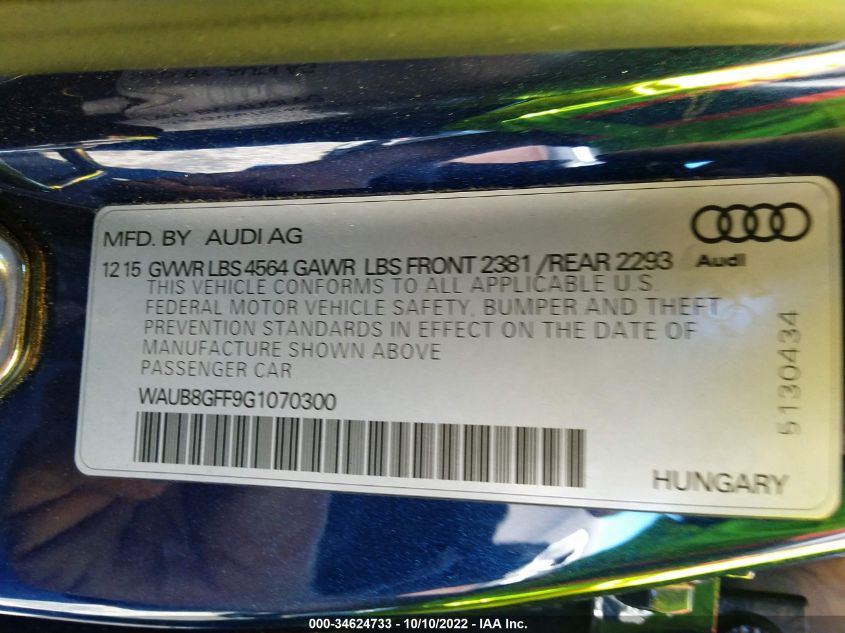 MFD. BY AUDI AG
Audi
12 15 GVWR LBS 4564 GAWR LBS FRONT 2381 /REAR 2293
THIS VEHICLE CONFORMS TO ALL APPLICABLE U.S.
FEDERAL MOTOR VEHICLE SAFETY, BUMPER AND THEFT
PREVENTION STANDARDS IN EFFECT ON THE DATE OF
MANUFACTURE SHOWN ABOVE
PASSENGER CAR
WAUB8GFF9G1070300
5130434
HUNGARY
000-34624733 - 10/10/2022 - IAA Inc.